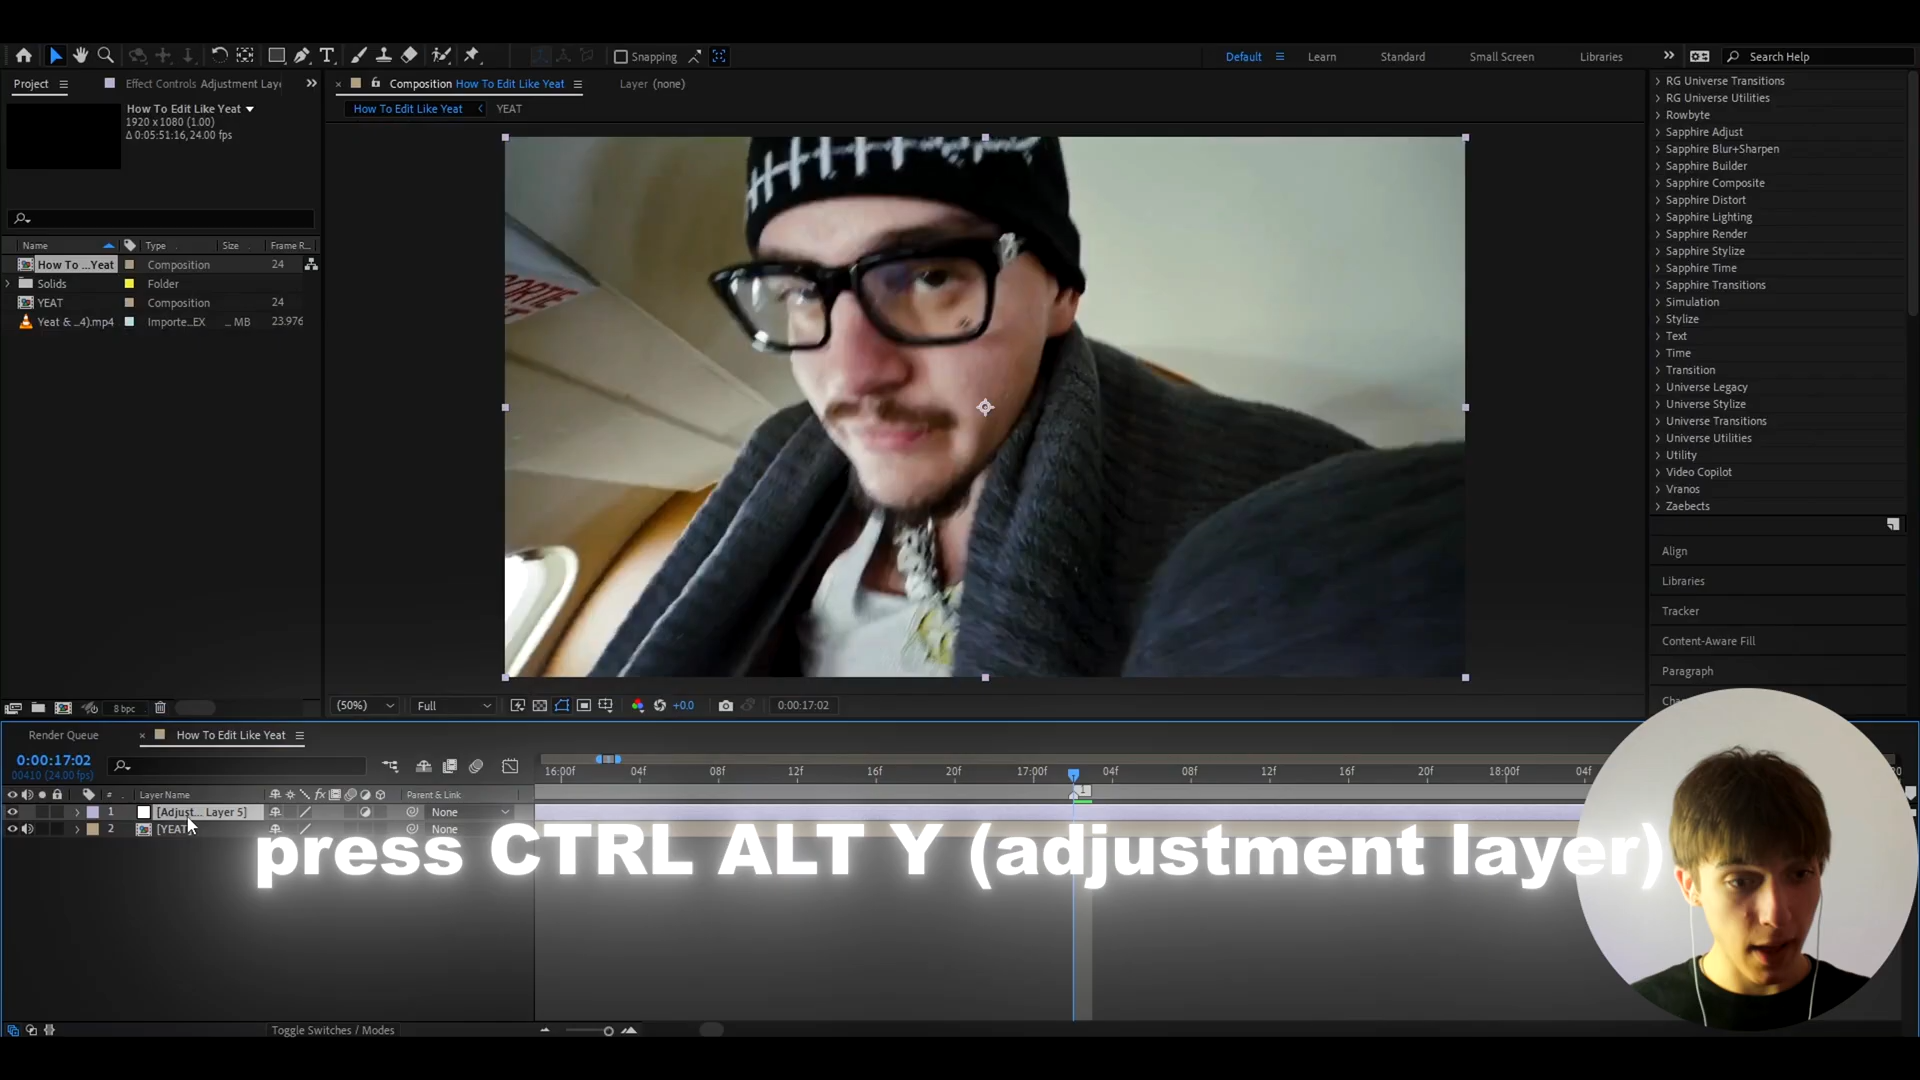 Snapping
Default
Learn
Standard
Small Screen
Libraries
Search Help
Project
Effect Controls Adjustment Laye
Composition How To Edit Like Yeat
Layer (none)
How To Edit Like Yeat
YEAT
How To Edit Like Yeat
1920 x 1080 (1.00)
Δ 0:05:51:16, 24.00 fps
Name Type Size Frame R...
How To ...Yeat Composition 24
Solids Folder
YEAT Composition 24
Yeat & ..4).mp4 Importe...EX ... MB 23.976
8 bpc
RG Universe Transitions
RG Universe Utilities
Rowbyte
Sapphire Adjust
Sapphire Blur+Sharpen
Sapphire Builder
Sapphire Composite
Sapphire Distort
Sapphire Lighting
Sapphire Render
Sapphire Stylize
Sapphire Time
Sapphire Transitions
Simulation
Stylize
Text
Time
Transition
Universe Legacy
Universe Stylize
Universe Transitions
Universe Utilities
Utility
Video Copilot
Vranos
Zaebects
Align
Libraries
Tracker
Content-Aware Fill
Paragraph
(50%) Full +0.0 0:00:17:02
Render Queue
How To Edit Like Yeat
0:00:17:02
00410 (24.00 fps)
16:00f 04f 08f 12f 16f 20f 17:00f 04f 08f 12f 16f 20f 18:00f 04f
# Layer Name fx Parent & Link
1 [Adjust... Layer 5] None
2 [YEAT] None
press CTRL ALT Y (adjustment layer)
Toggle Switches / Modes